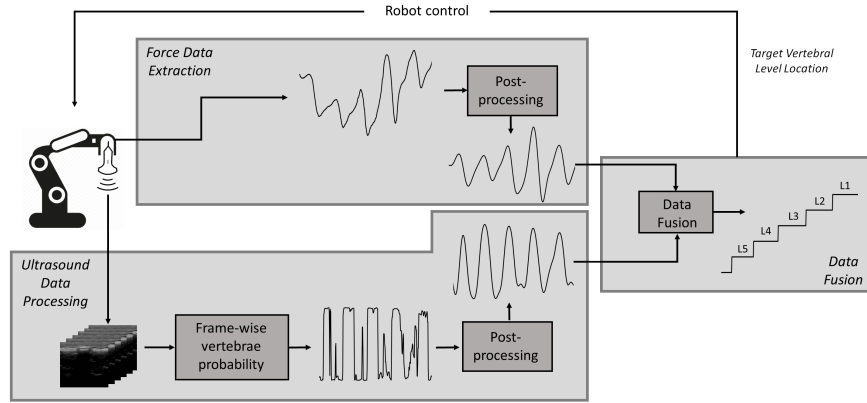 Robot control
Force Data
Extraction
Post-
processing
Target Vertebral
Level Location
Data
Fusion
L1
L2
L3
L4
L5
Data
Fusion
Ultrasound
Data
Processing
Frame-wise
vertebrae
probability
Post-
processing